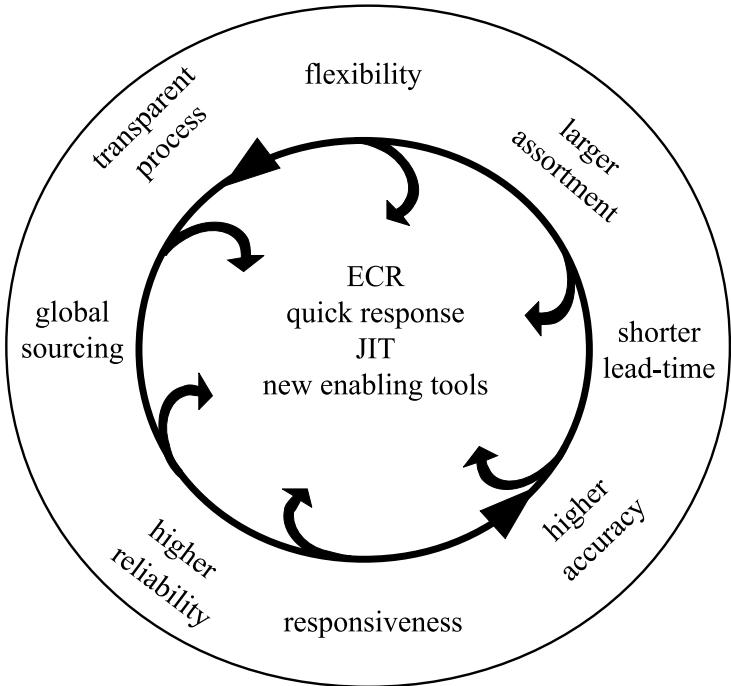 flexibility
larger
assortment
shorter
lead-time
higher
accuracy
responsiveness
higher
reliability
global
sourcing
transparent
process
ECR
quick response
JIT
new enabling tools